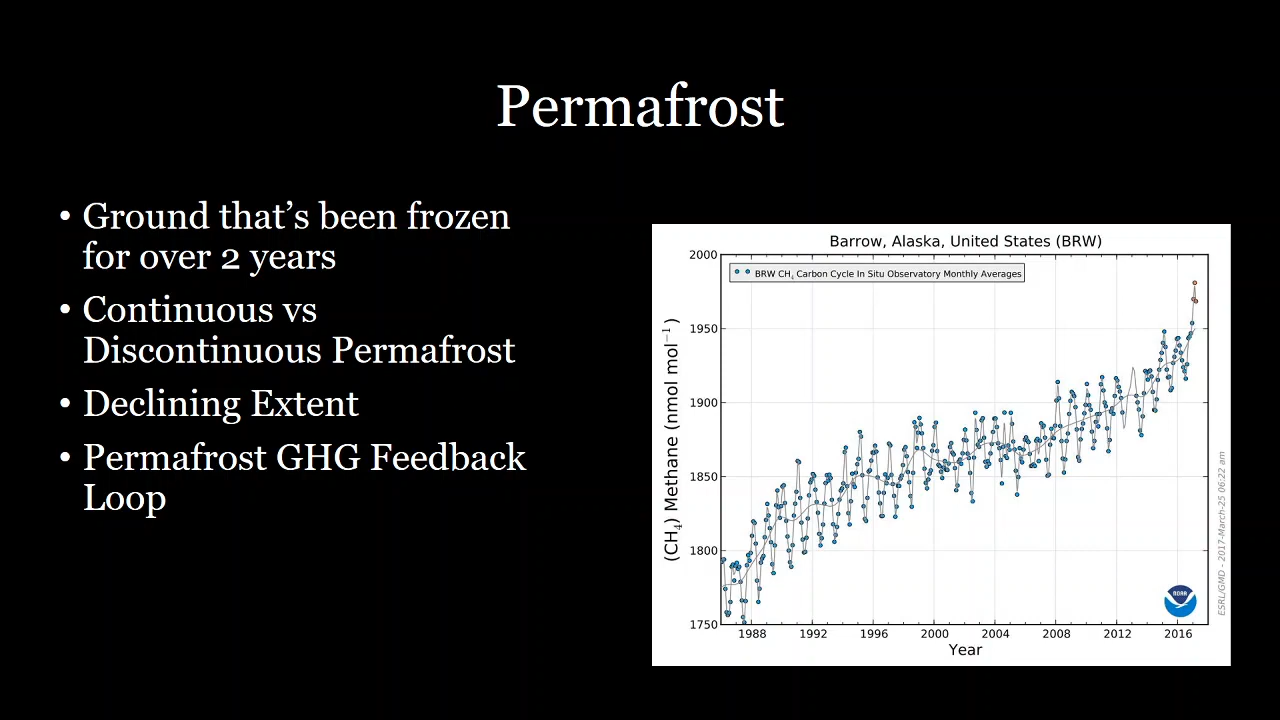 Permafrost
• Ground that’s been frozen
for over 2 years
• Continuous vs
Discontinuous Permafrost
• Declining Extent
• Permafrost GHG Feedback
Loop
Barrow, Alaska, United States (BRW)
BRW CH₄ Carbon Cycle In Situ Observatory Monthly Averages
(CH₄) Methane (nmol mol⁻¹)
2000
1950
1900
1850
1800
1750
1988 1992 1996 2000 2004 2008 2012 2016
Year
ESRL/GMD - 2017-March-25 06:22 am
NOAA